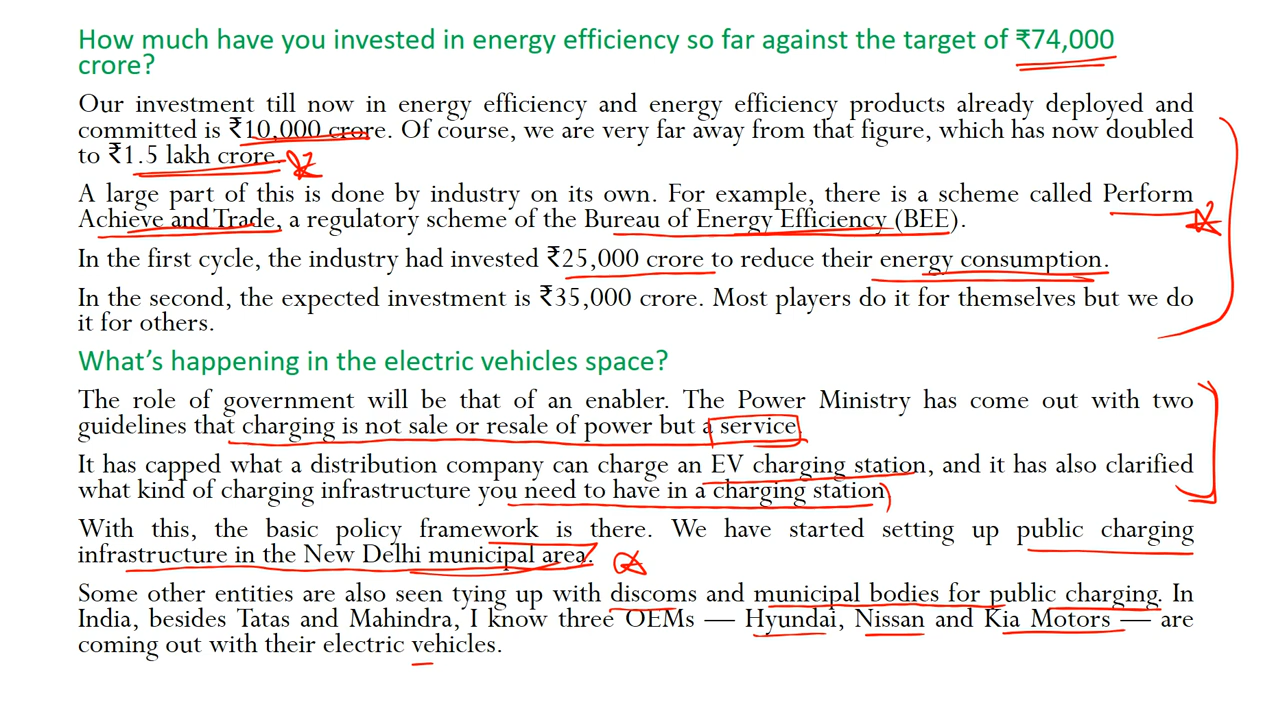 How much have you invested in energy efficiency so far against the target of ₹74,000
crore?
Our investment till now in energy efficiency and energy efficiency products already deployed and
committed is ₹10,000 crore. Of course, we are very far away from that figure, which has now doubled
to ₹1.5 lakh crore.
A large part of this is done by industry on its own. For example, there is a scheme called Perform
Achieve and Trade, a regulatory scheme of the Bureau of Energy Efficiency (BEE).
In the first cycle, the industry had invested ₹25,000 crore to reduce their energy consumption.
In the second, the expected investment is ₹35,000 crore. Most players do it for themselves but we do
it for others.
What's happening in the electric vehicles space?
The role of government will be that of an enabler. The Power Ministry has come out with two
guidelines that charging is not sale or resale of power but a service.
It has capped what a distribution company can charge an EV charging station, and it has also clarified
what kind of charging infrastructure you need to have in a charging station
With this, the basic policy framework is there. We have started setting up public charging
infrastructure in the New Delhi municipal area.
Some other entities are also seen tying up with discoms and municipal bodies for public charging. In
India, besides Tatas and Mahindra, I know three OEMs — Hyundai, Nissan and Kia Motors — are
coming out with their electric vehicles.